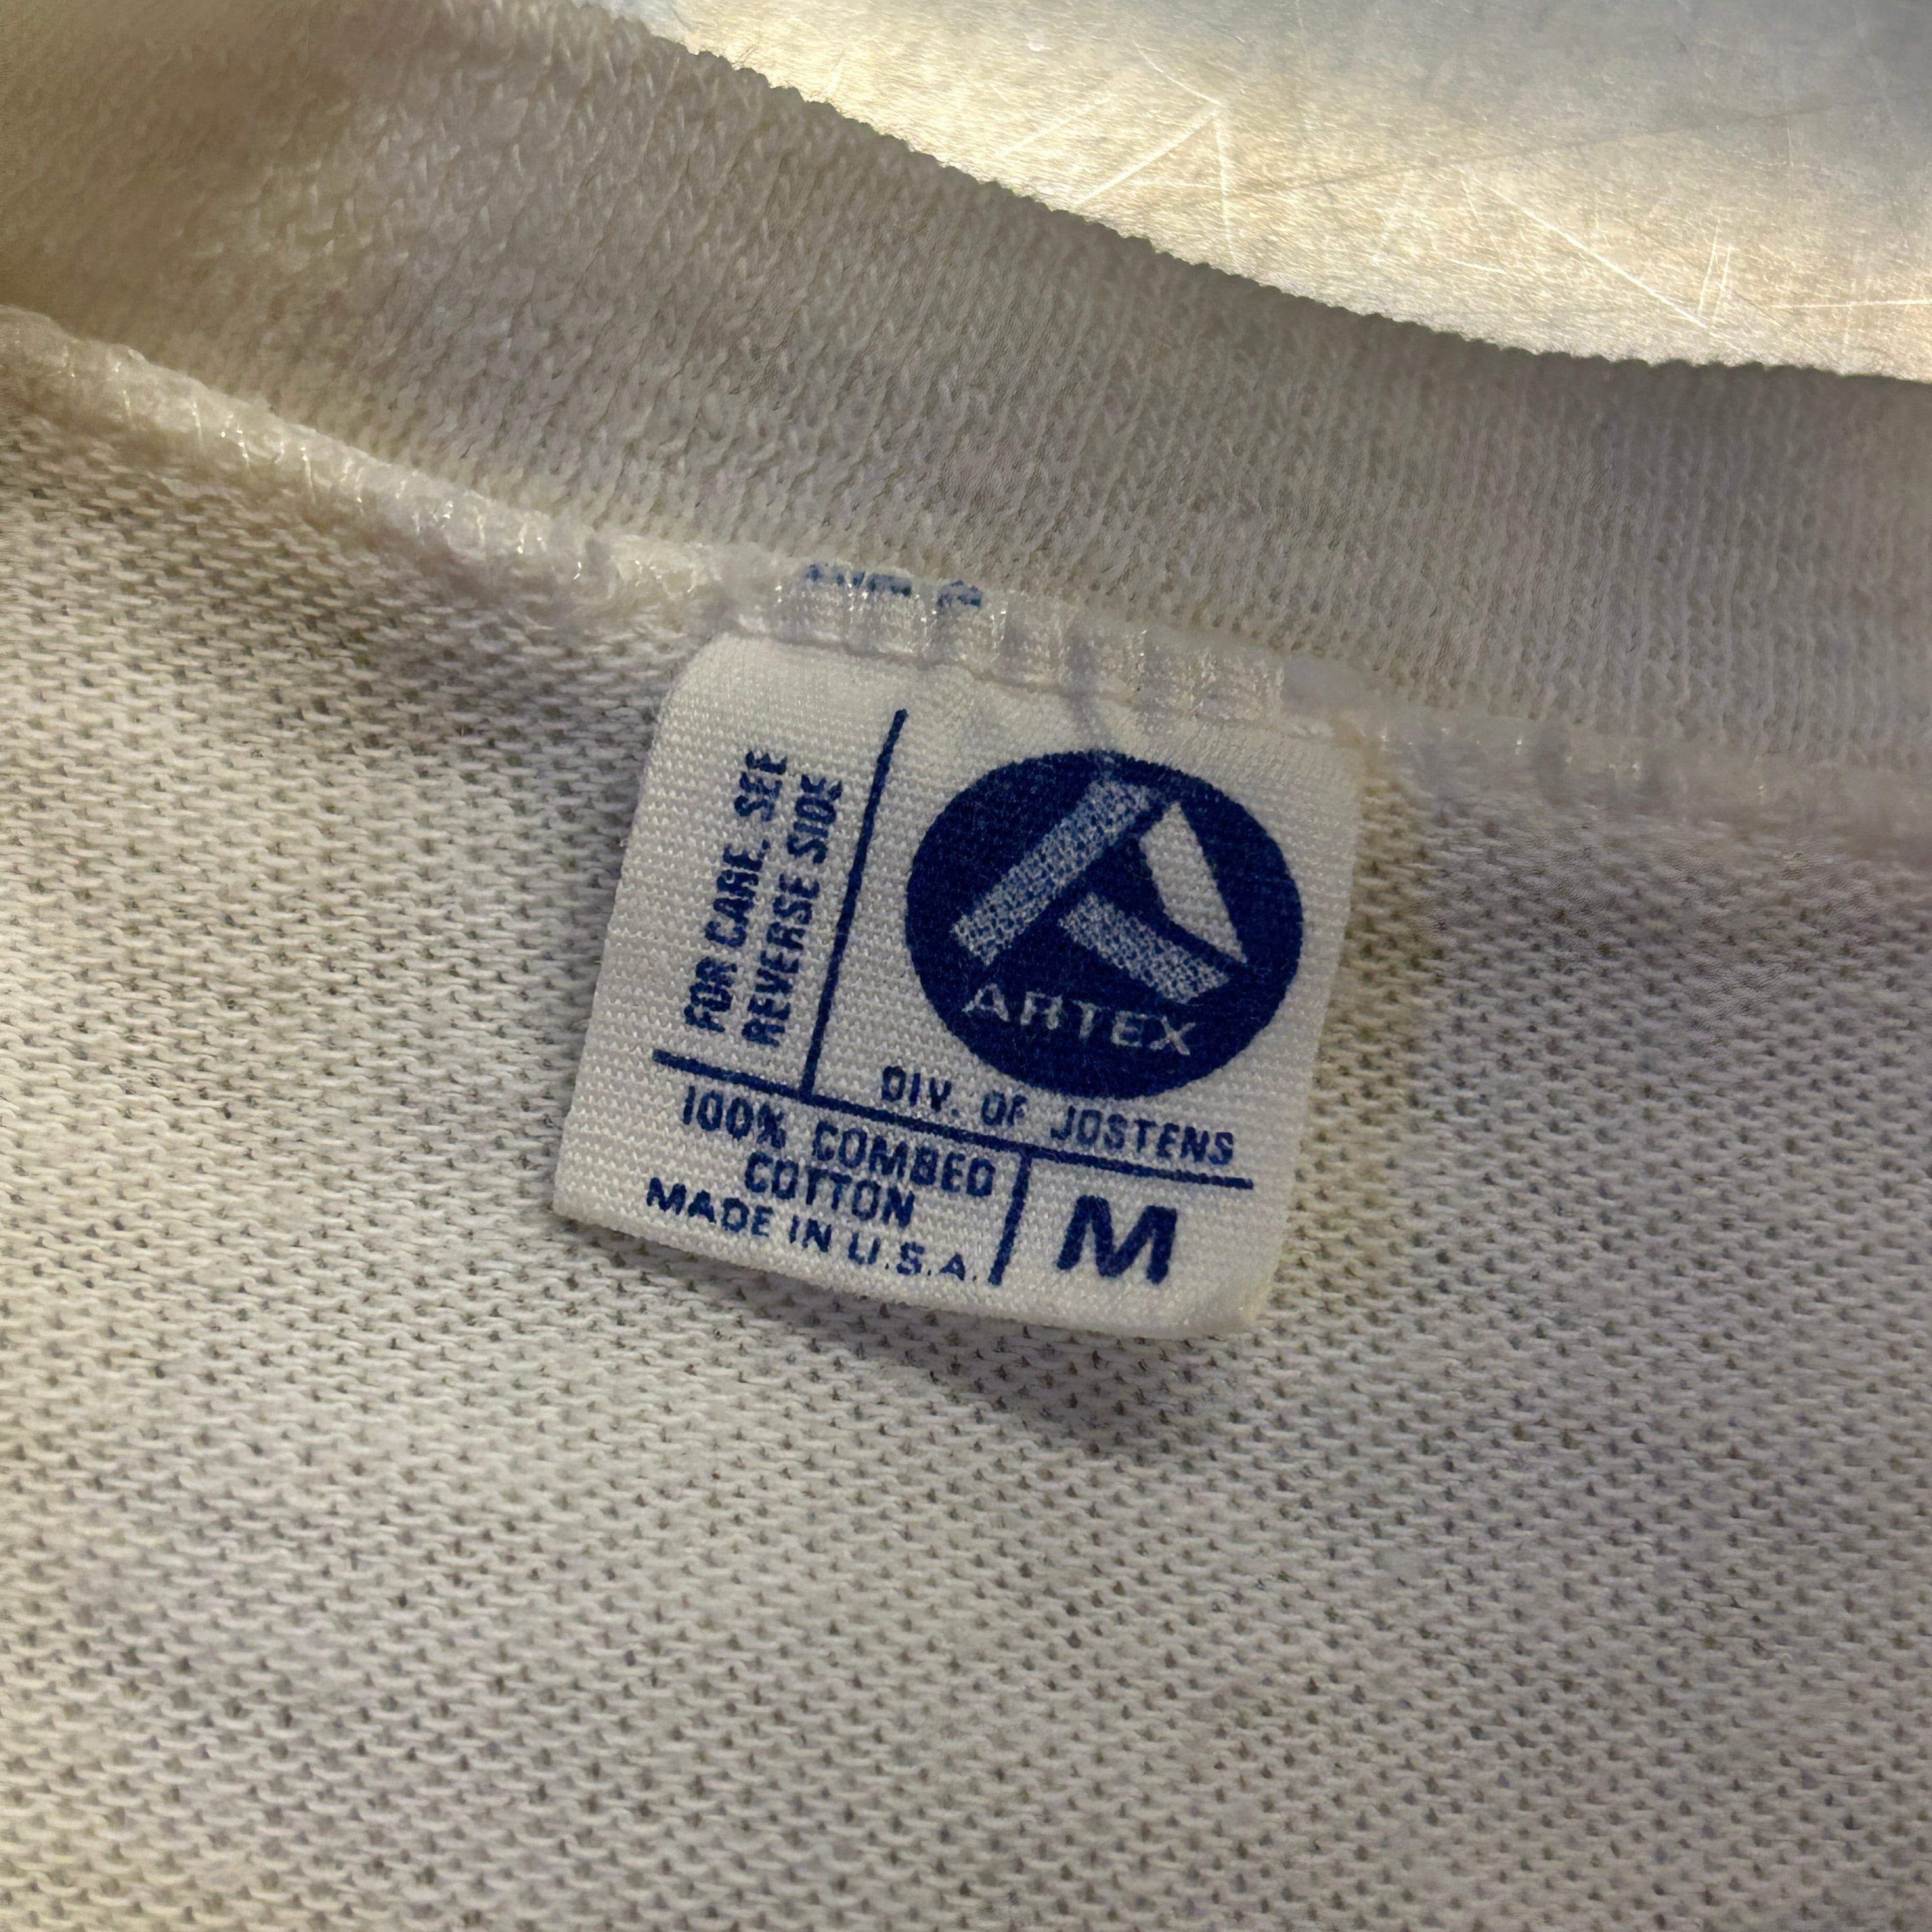 FOR CARE, SEE
REVERSE SIDE
ARTEX
DIV. OF JOSTENS
100% COMBED
COTTON
MADE IN U.S.A.
M